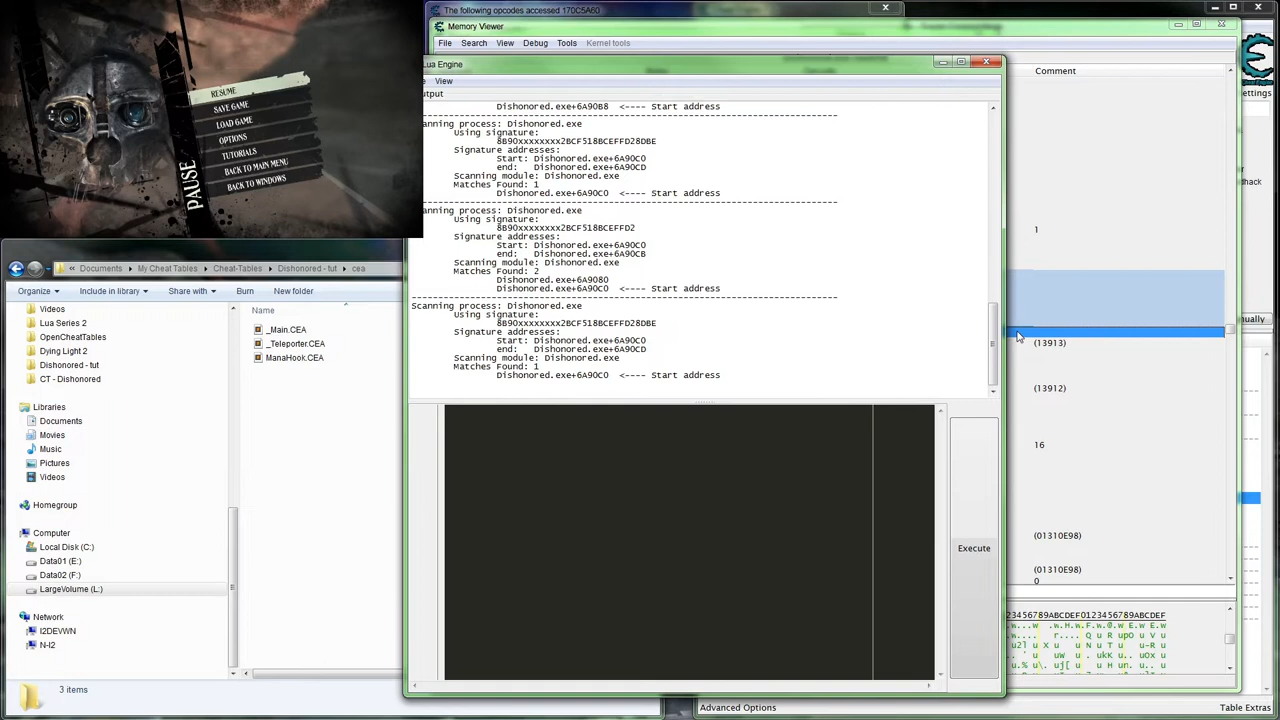 The following opcodes accessed 170C5A60
Memory Viewer
File Search View Debug Tools Kernel tools
Lua Engine
View
utput
Comment
ettings
RESUME
SAVE GAME
LOAD GAME
OPTIONS
TUTORIALS
BACK TO MAIN MENU
BACK TO WINDOWS
PAUSE
Dishonored.exe+6A90B8 <---- Start address
--------------------------------------------------------------------------------
anning process: Dishonored.exe
Using signature:
8B90xxxxxxxx2BCF518BCEFFD28DBE
Signature addresses:
Start: Dishonored.exe+6A90C0
end: Dishonored.exe+6A90CD
Scanning module: Dishonored.exe
Matches Found: 1
Dishonored.exe+6A90C0 <---- Start address
--------------------------------------------------------------------------------
anning process: Dishonored.exe
Using signature:
8B90xxxxxxxx2BCF518BCEFFD2
Signature addresses:
Start: Dishonored.exe+6A90C0
end: Dishonored.exe+6A90CB
Scanning module: Dishonored.exe
Matches Found: 2
Dishonored.exe+6A9080
Dishonored.exe+6A90C0 <---- Start address
--------------------------------------------------------------------------------
Scanning process: Dishonored.exe
Using signature:
8B90xxxxxxxx2BCF518BCEFFD28DBE
Signature addresses:
Start: Dishonored.exe+6A90C0
end: Dishonored.exe+6A90CD
Scanning module: Dishonored.exe
Matches Found: 1
Dishonored.exe+6A90C0 <---- Start address
Execute
hack
1
nually
(13913)
(13912)
16
(01310E98)
(01310E98)
0
123456789ABCDEF0123456789ABCDEF
Advanced Options
Table Extras
Documents My Cheat Tables Cheat-Tables Dishonored - tut cea
Organize Include in library Share with Burn New folder
Videos
Lua Series 2
OpenCheatTables
Dying Light 2
Dishonored - tut
CT - Dishonored
Libraries
Documents
Movies
Music
Pictures
Videos
Homegroup
Computer
Local Disk (C:)
Data01 (E:)
Data02 (F:)
LargeVolume (L:)
Network
I2DEVWN
N-I2
Name
_Main.CEA
_Teleporter.CEA
ManaHook.CEA
3 items